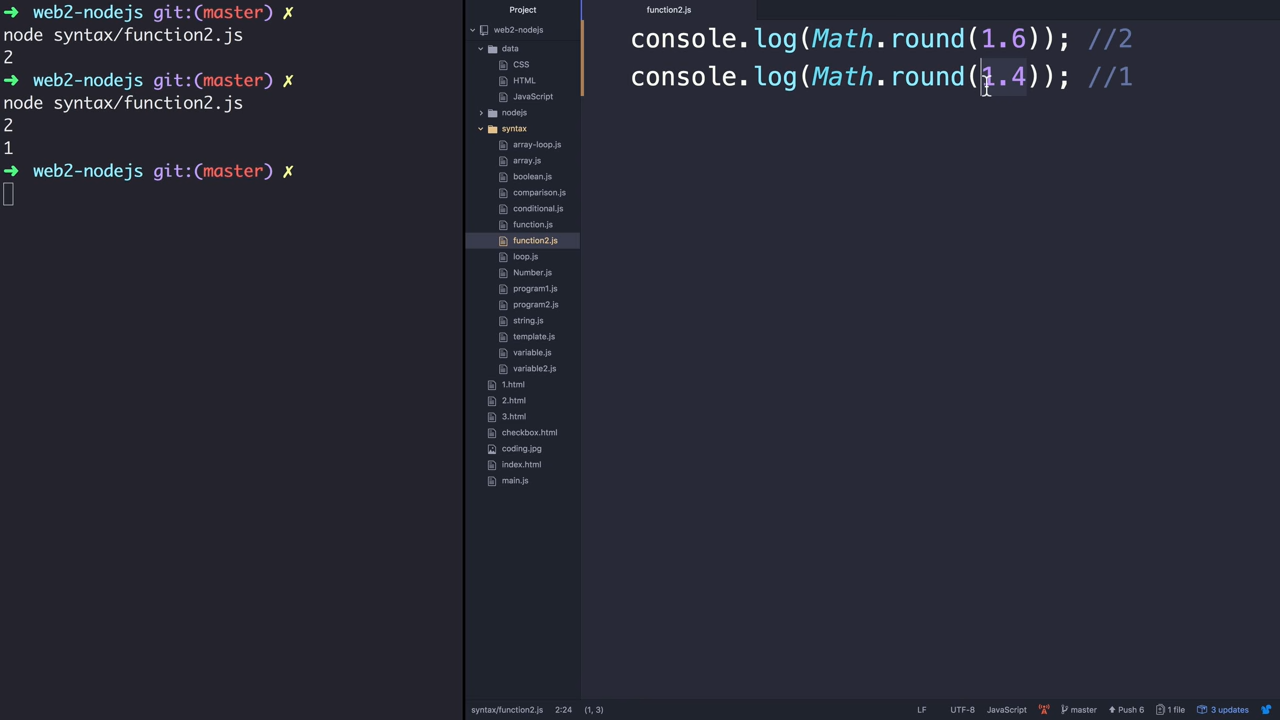 ➜ web2-nodejs git:(master) ✗
node syntax/function2.js
2
➜ web2-nodejs git:(master) ✗
node syntax/function2.js
2
1
➜ web2-nodejs git:(master) ✗
Project
web2-nodejs
data
CSS
HTML
JavaScript
nodejs
syntax
array-loop.js
array.js
boolean.js
comparison.js
conditional.js
function.js
function2.js
loop.js
Number.js
program1.js
program2.js
string.js
template.js
variable.js
variable2.js
1.html
2.html
3.html
checkbox.html
coding.jpg
index.html
main.js
function2.js
console.log(Math.round(1.6)); //2
console.log(Math.round(1.4)); //1
syntax/function2.js 2:24 (1, 3) LF UTF-8 JavaScript master Push 6 1 file 3 updates